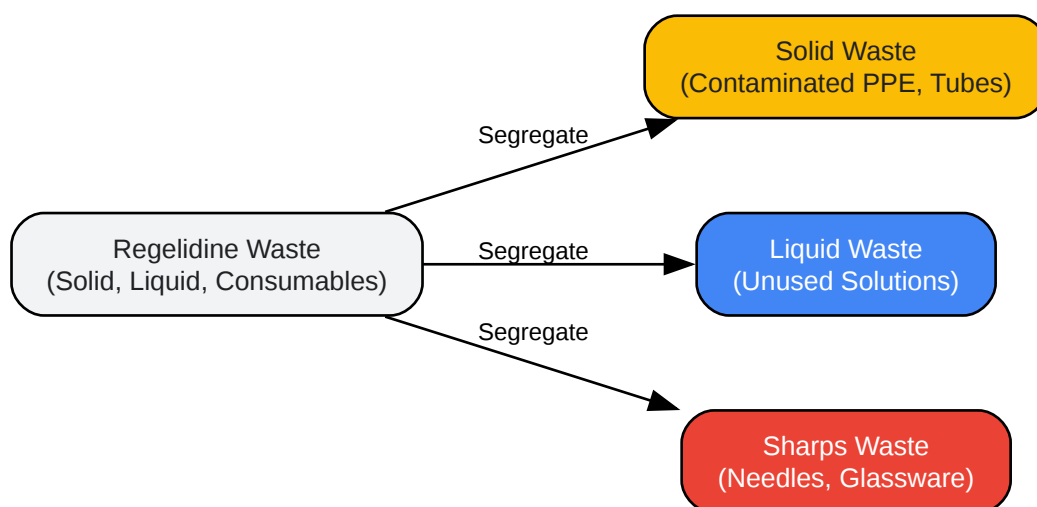 Solid Waste
(Contaminated PPE, Tubes)
Segregate
Regelidine Waste
(Solid, Liquid, Consumables)
Segregate
Liquid Waste
(Unused Solutions)
Segregate
Sharps Waste
(Needles, Glassware)